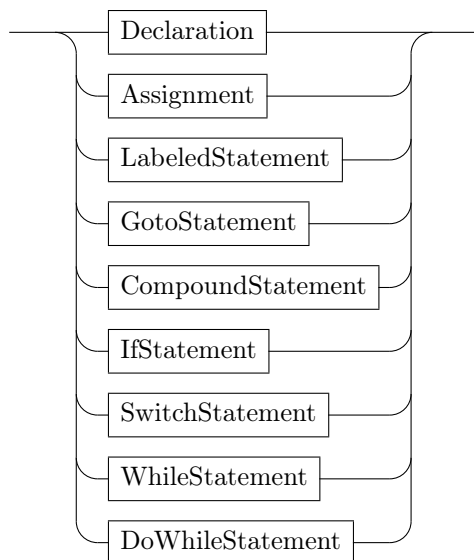 Declaration
Assignment
LabeledStatement
GotoStatement
CompoundStatement
IfStatement
SwitchStatement
WhileStatement
DoWhileStatement